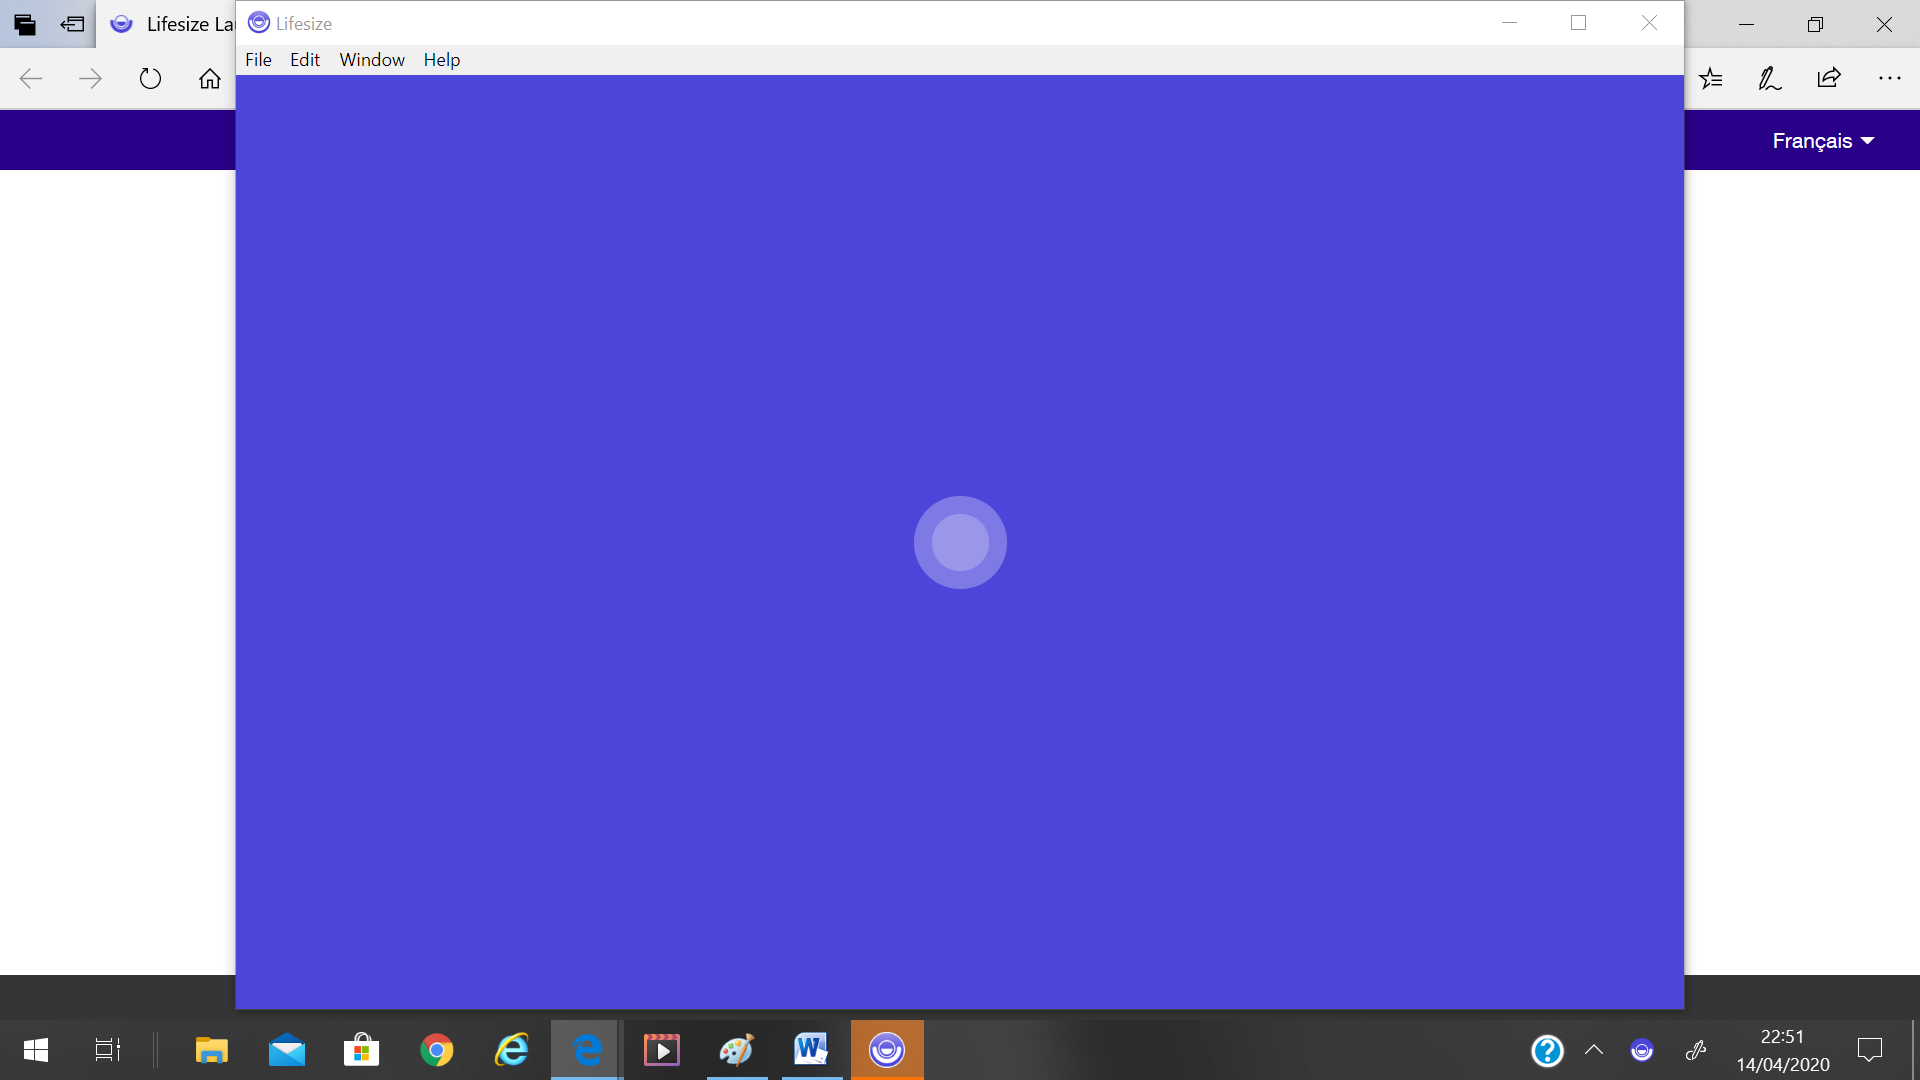 Lifesize La
Lifesize
File Edit Window Help
Français
22:51
14/04/2020